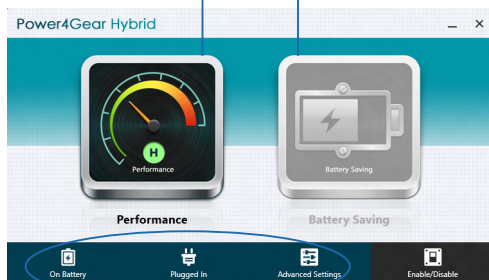 Power4Gear Hybrid
H
Performance
Battery Saving
Performance
Battery Saving
On Battery
Plugged In
Advanced Settings
Enable/Disable